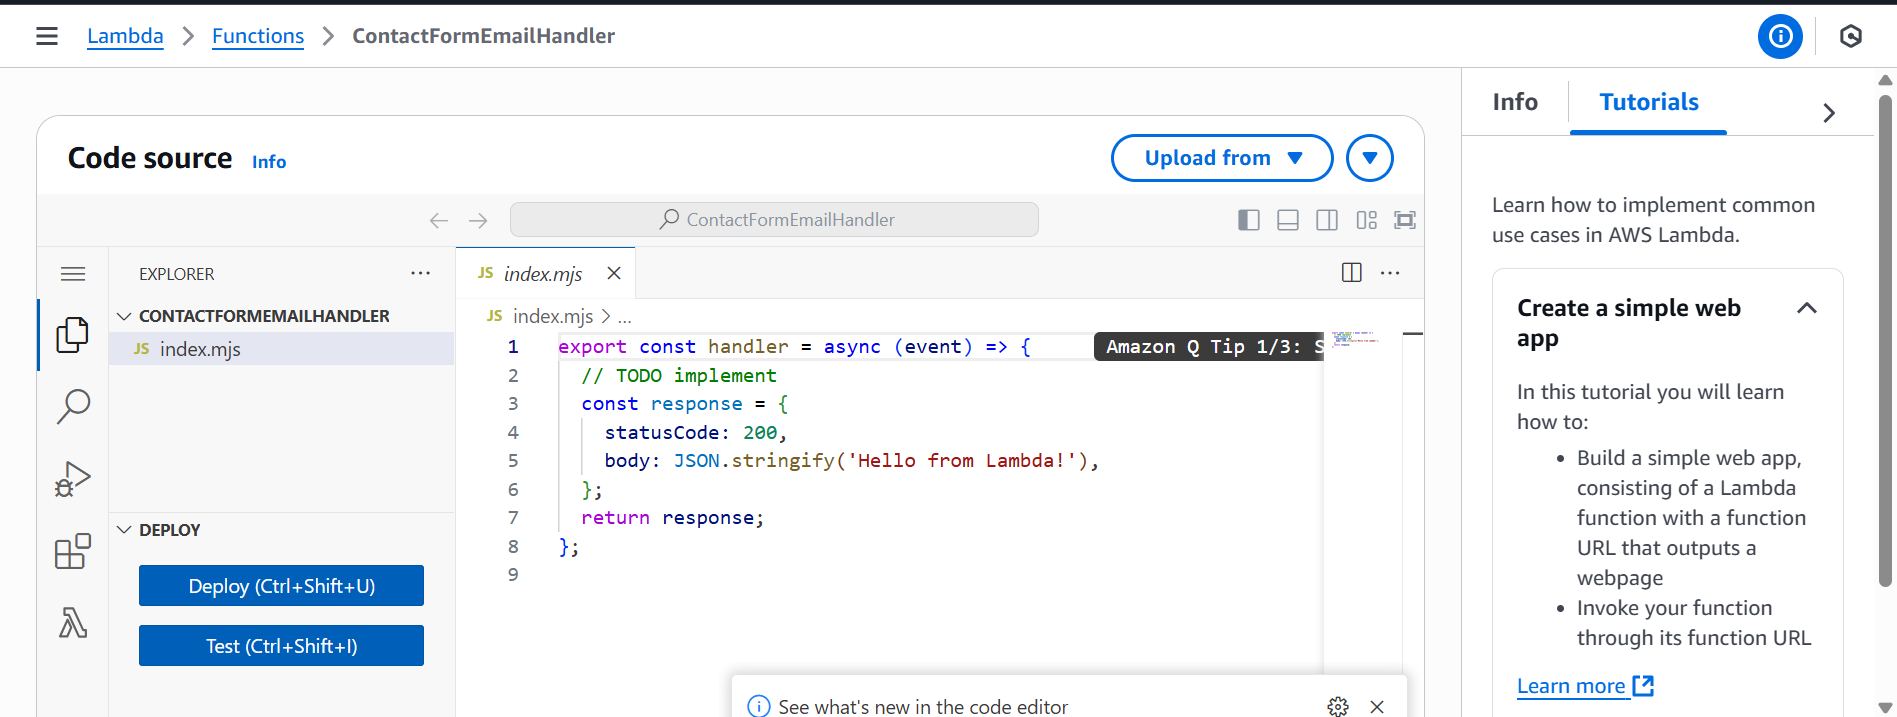 Lambda > Functions > ContactFormEmailHandler
Code source Info
Upload from
ContactFormEmailHandler
EXPLORER ...
CONTACTFORMEMAILHANDLER
JS index.mjs
DEPLOY
Deploy (Ctrl+Shift+U)
Test (Ctrl+Shift+I)
JS index.mjs
JS index.mjs > ...
1 export const handler = async (event) => {
Amazon Q Tip 1/3: S
2 // TODO implement
3 const response = {
4 statusCode: 200,
5 body: JSON.stringify('Hello from Lambda!'),
6 };
7 return response;
8 };
9
See what's new in the code editor
Info
Tutorials
Learn how to implement common
use cases in AWS Lambda.
Create a simple web
app
In this tutorial you will learn
how to:
• Build a simple web app,
consisting of a Lambda
function with a function
URL that outputs a
webpage
• Invoke your function
through its function URL
Learn more